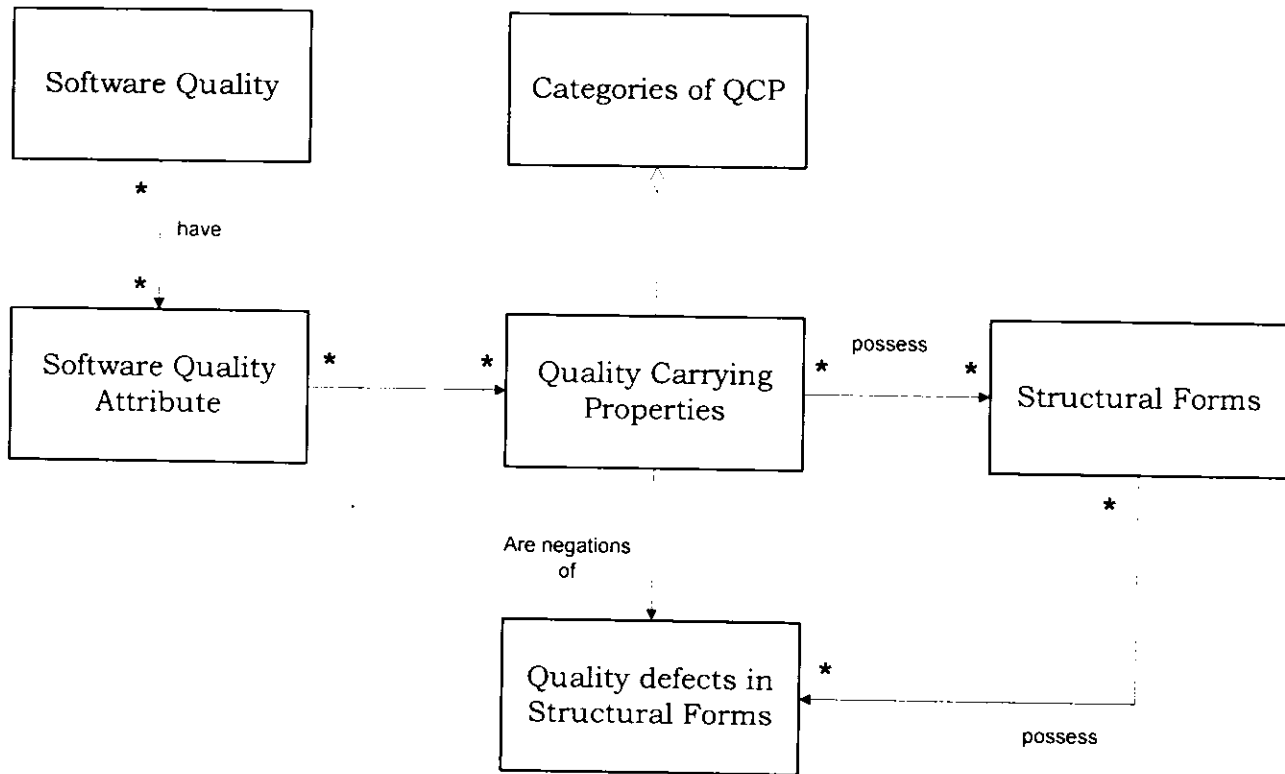 Software Quality
Categories of QCP
*
have
*
Software Quality
Attribute
*
*
Quality Carrying
Properties
*
possess
*
Structural Forms
*
Are negations
of
Quality defects in
Structural Forms
*
possess